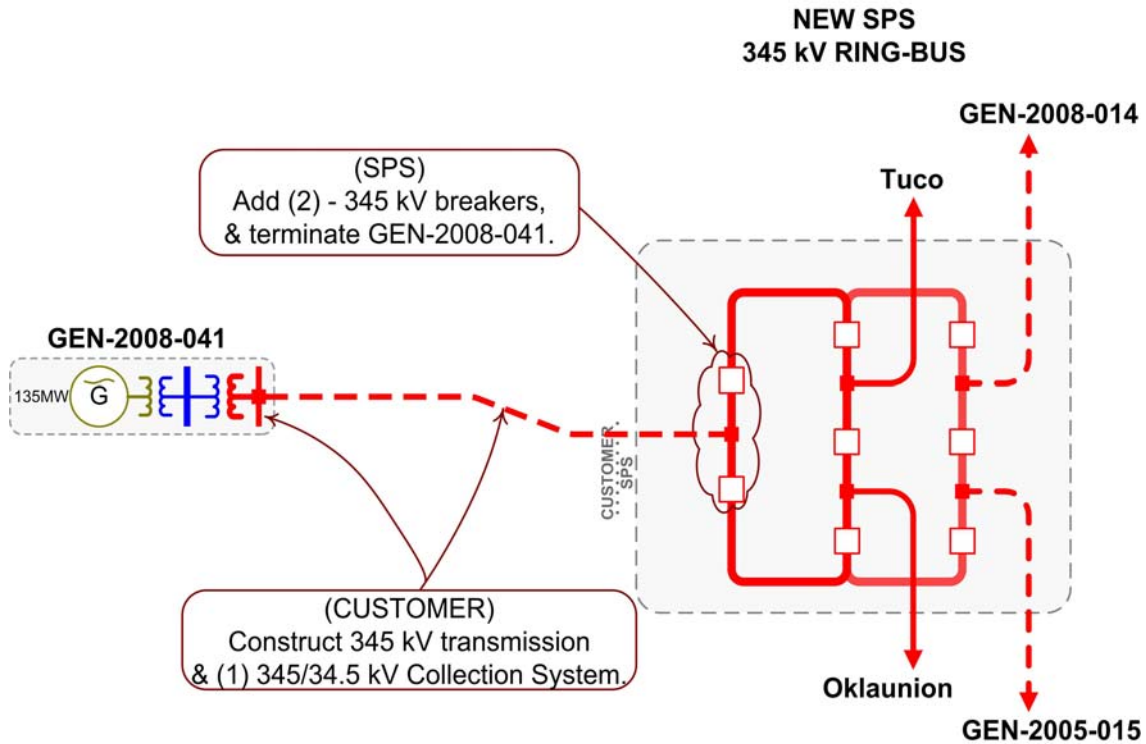 NEW SPS
345 kV RING-BUS
GEN-2008-014
(SPS)
Add (2) - 345 kV breakers,
& terminate GEN-2008-041.
Tuco
GEN-2008-041
135MW
G
CUSTOMER
SPS
(CUSTOMER)
Construct 345 kV transmission
& (1) 345/34.5 kV Collection System.
Oklaunion
GEN-2005-015